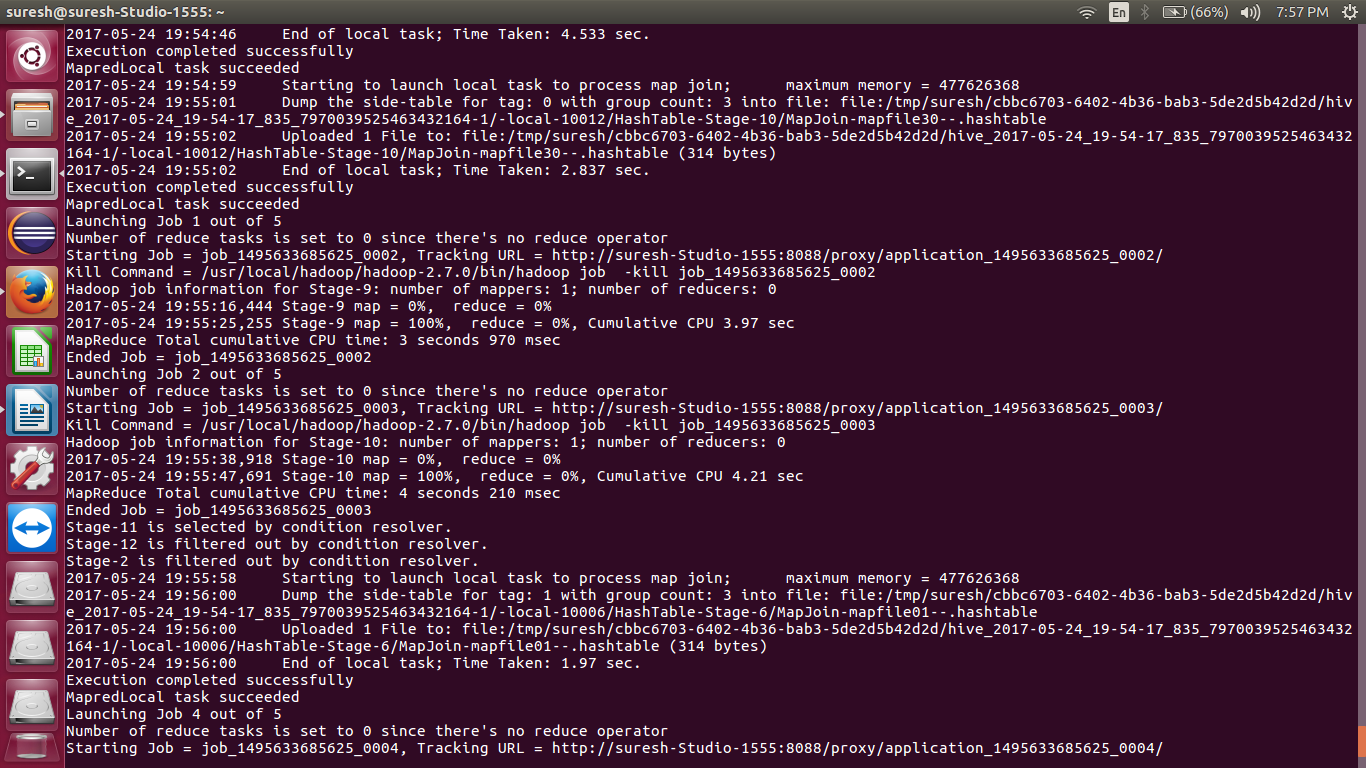 suresh@suresh-Studio-1555: ~
En
(66%)
7:57 PM
2017-05-24 19:54:46     End of local task; Time Taken: 4.533 sec.
Execution completed successfully
MapredLocal task succeeded
2017-05-24 19:54:59     Starting to launch local task to process map join;      maximum memory = 477626368
2017-05-24 19:55:01     Dump the side-table for tag: 0 with group count: 3 into file: file:/tmp/suresh/cbbc6703-6402-4b36-bab3-5de2d5b42d2d/hiv
e_2017-05-24_19-54-17_835_7970039525463432164-1/-local-10012/HashTable-Stage-10/MapJoin-mapfile30--.hashtable
2017-05-24 19:55:02     Uploaded 1 File to: file:/tmp/suresh/cbbc6703-6402-4b36-bab3-5de2d5b42d2d/hive_2017-05-24_19-54-17_835_7970039525463432
164-1/-local-10012/HashTable-Stage-10/MapJoin-mapfile30--.hashtable (314 bytes)
2017-05-24 19:55:02     End of local task; Time Taken: 2.837 sec.
Execution completed successfully
MapredLocal task succeeded
Launching Job 1 out of 5
Number of reduce tasks is set to 0 since there's no reduce operator
Starting Job = job_1495633685625_0002, Tracking URL = http://suresh-Studio-1555:8088/proxy/application_1495633685625_0002/
Kill Command = /usr/local/hadoop/hadoop-2.7.0/bin/hadoop job  -kill job_1495633685625_0002
Hadoop job information for Stage-9: number of mappers: 1; number of reducers: 0
2017-05-24 19:55:16,444 Stage-9 map = 0%,  reduce = 0%
2017-05-24 19:55:25,255 Stage-9 map = 100%,  reduce = 0%, Cumulative CPU 3.97 sec
MapReduce Total cumulative CPU time: 3 seconds 970 msec
Ended Job = job_1495633685625_0002
Launching Job 2 out of 5
Number of reduce tasks is set to 0 since there's no reduce operator
Starting Job = job_1495633685625_0003, Tracking URL = http://suresh-Studio-1555:8088/proxy/application_1495633685625_0003/
Kill Command = /usr/local/hadoop/hadoop-2.7.0/bin/hadoop job  -kill job_1495633685625_0003
Hadoop job information for Stage-10: number of mappers: 1; number of reducers: 0
2017-05-24 19:55:38,918 Stage-10 map = 0%,  reduce = 0%
2017-05-24 19:55:47,691 Stage-10 map = 100%,  reduce = 0%, Cumulative CPU 4.21 sec
MapReduce Total cumulative CPU time: 4 seconds 210 msec
Ended Job = job_1495633685625_0003
Stage-11 is selected by condition resolver.
Stage-12 is filtered out by condition resolver.
Stage-2 is filtered out by condition resolver.
2017-05-24 19:55:58     Starting to launch local task to process map join;      maximum memory = 477626368
2017-05-24 19:56:00     Dump the side-table for tag: 1 with group count: 3 into file: file:/tmp/suresh/cbbc6703-6402-4b36-bab3-5de2d5b42d2d/hiv
e_2017-05-24_19-54-17_835_7970039525463432164-1/-local-10006/HashTable-Stage-6/MapJoin-mapfile01--.hashtable
2017-05-24 19:56:00     Uploaded 1 File to: file:/tmp/suresh/cbbc6703-6402-4b36-bab3-5de2d5b42d2d/hive_2017-05-24_19-54-17_835_7970039525463432
164-1/-local-10006/HashTable-Stage-6/MapJoin-mapfile01--.hashtable (314 bytes)
2017-05-24 19:56:00     End of local task; Time Taken: 1.97 sec.
Execution completed successfully
MapredLocal task succeeded
Launching Job 4 out of 5
Number of reduce tasks is set to 0 since there's no reduce operator
Starting Job = job_1495633685625_0004, Tracking URL = http://suresh-Studio-1555:8088/proxy/application_1495633685625_0004/